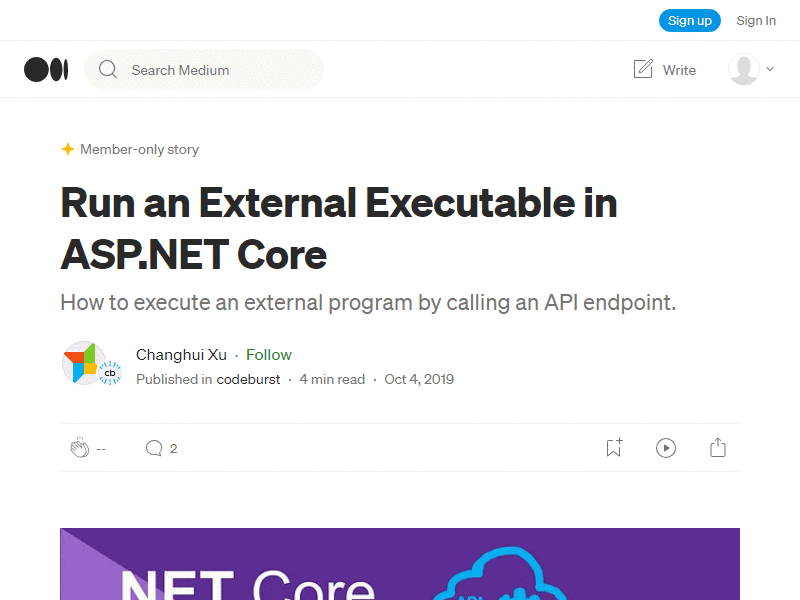 Sign up Sign In
Search Medium Write
Member-only story
Run an External Executable in
ASP.NET Core
How to execute an external program by calling an API endpoint.
Changhui Xu · Follow
cb
Published in codeburst · 4 min read · Oct 4, 2019
-- 2
.NET Core
API